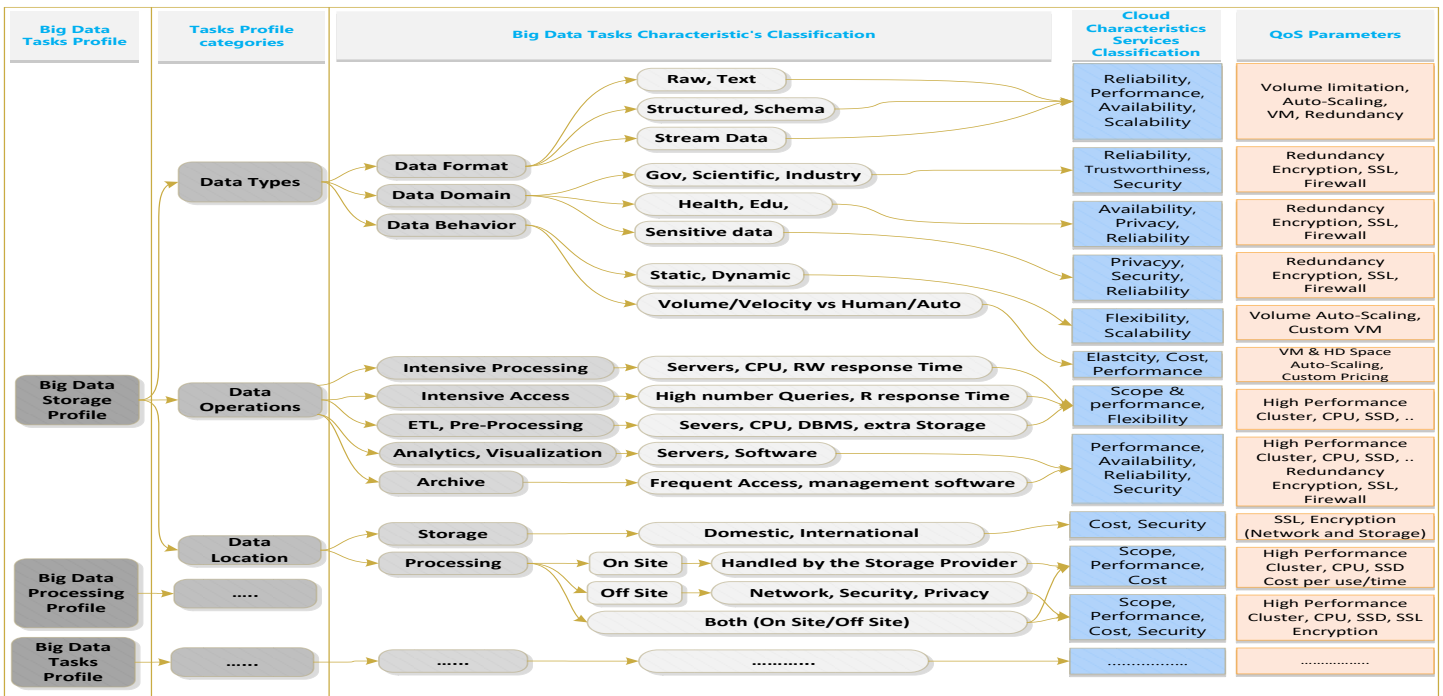 Big Data
Tasks Profile
Tasks Profile
categories
Big Data Tasks Characteristic's Classification
Cloud
Characteristics
Services
Classification
QoS Parameters
Big Data
Storage
Profile
Big Data
Processing
Profile
Big Data
Tasks
Profile
Data Types
Data
Operations
Data
Location
.....
......
Data Format
Data Domain
Data Behavior
Intensive Processing
Intensive Access
ETL, Pre-Processing
Analytics, Visualization
Archive
Storage
Processing
......
Raw, Text
Structured, Schema
Stream Data
Gov, Scientific, Industry
Health, Edu,
Sensitive data
Static, Dynamic
Volume/Velocity vs Human/Auto
Servers, CPU, RW response Time
High number Queries, R response Time
Severs, CPU, DBMS, extra Storage
Servers, Software
Frequent Access, management software
Domestic, International
On Site
Handled by the Storage Provider
Off Site
Network, Security, Privacy
Both (On Site/Off Site)
............
Reliability,
Performance,
Availability,
Scalability
Reliability,
Trustworthiness,
Security
Availability,
Privacy,
Reliability
Privacyy,
Security,
Reliability
Flexibility,
Scalability
Elastcity, Cost,
Performance
Scope &
performance,
Flexibility
Performance,
Availability,
Reliability,
Security
Cost, Security
Scope,
Performance,
Cost
Scope,
Performance,
Cost, Security
.................
Volume limitation,
Auto-Scaling,
VM, Redundancy
Redundancy
Encryption, SSL,
Firewall
Redundancy
Encryption, SSL,
Firewall
Redundancy
Encryption, SSL,
Firewall
Volume Auto-Scaling,
Custom VM
VM & HD Space
Auto-Scaling,
Custom Pricing
High Performance
Cluster, CPU, SSD, ..
High Performance
Cluster, CPU, SSD, ..
Redundancy
Encryption, SSL,
Firewall
SSL, Encryption
(Network and Storage)
High Performance
Cluster, CPU, SSD
Cost per use/time
High Performance
Cluster, CPU, SSD, SSL
Encryption
................